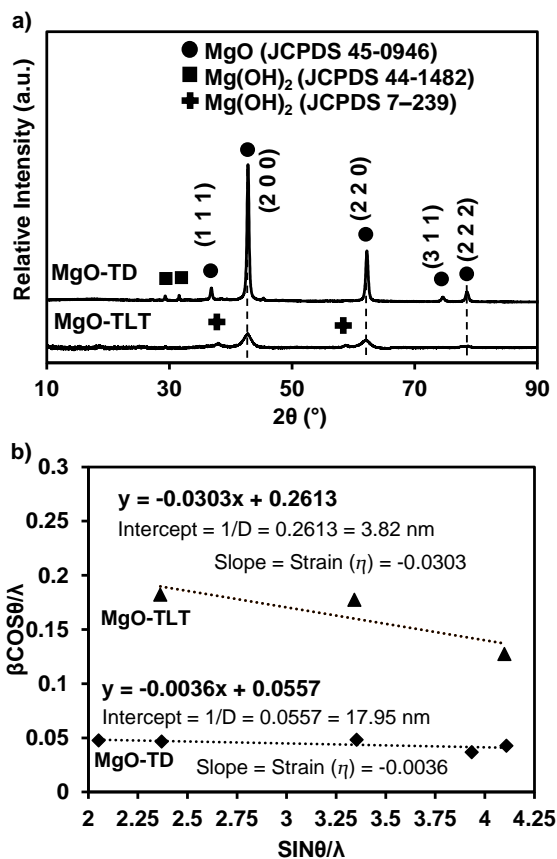 a)
Relative Intensity (a.u.)
MgO (JCPDS 45-0946)
Mg(OH)₂ (JCPDS 44-1482)
Mg(OH)₂ (JCPDS 7–239)
(1 1 1)
(2 0 0)
(2 2 0)
(3 1 1)
(2 2 2)
MgO-TD
MgO-TLT
10 30 50 70 90
2θ (°)
b)
βCOSθ/λ
0.3
0.25
0.2
0.15
0.1
0.05
0
y = -0.0303x + 0.2613
Intercept = 1/D = 0.2613 = 3.82 nm
Slope = Strain (η) = -0.0303
MgO-TLT
y = -0.0036x + 0.0557
Intercept = 1/D = 0.0557 = 17.95 nm
MgO-TD
Slope = Strain (η) = -0.0036
2 2.25 2.5 2.75 3 3.25 3.5 3.75 4 4.25
SINθ/λ